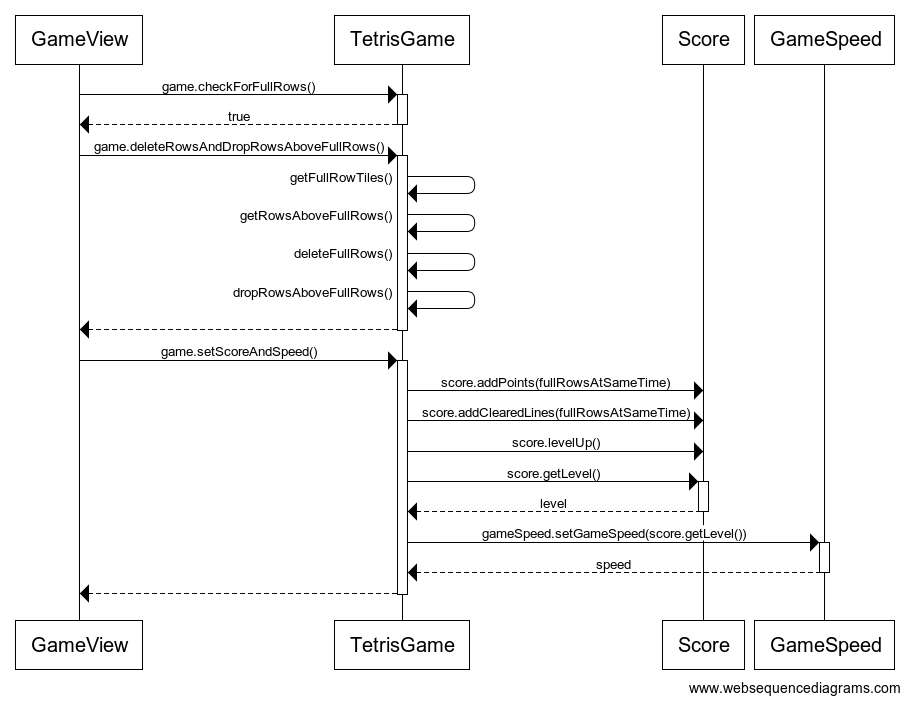 GameView TetrisGame Score GameSpeed
game.checkForFullRows()
true
game.deleteRowsAndDropRowsAboveFullRows()
getFullRowTiles()
getRowsAboveFullRows()
deleteFullRows()
dropRowsAboveFullRows()
game.setScoreAndSpeed()
score.addPoints(fullRowsAtSameTime)
score.addClearedLines(fullRowsAtSameTime)
score.levelUp()
score.getLevel()
level
gameSpeed.setGameSpeed(score.getLevel())
speed
GameView TetrisGame Score GameSpeed
www.websequencediagrams.com